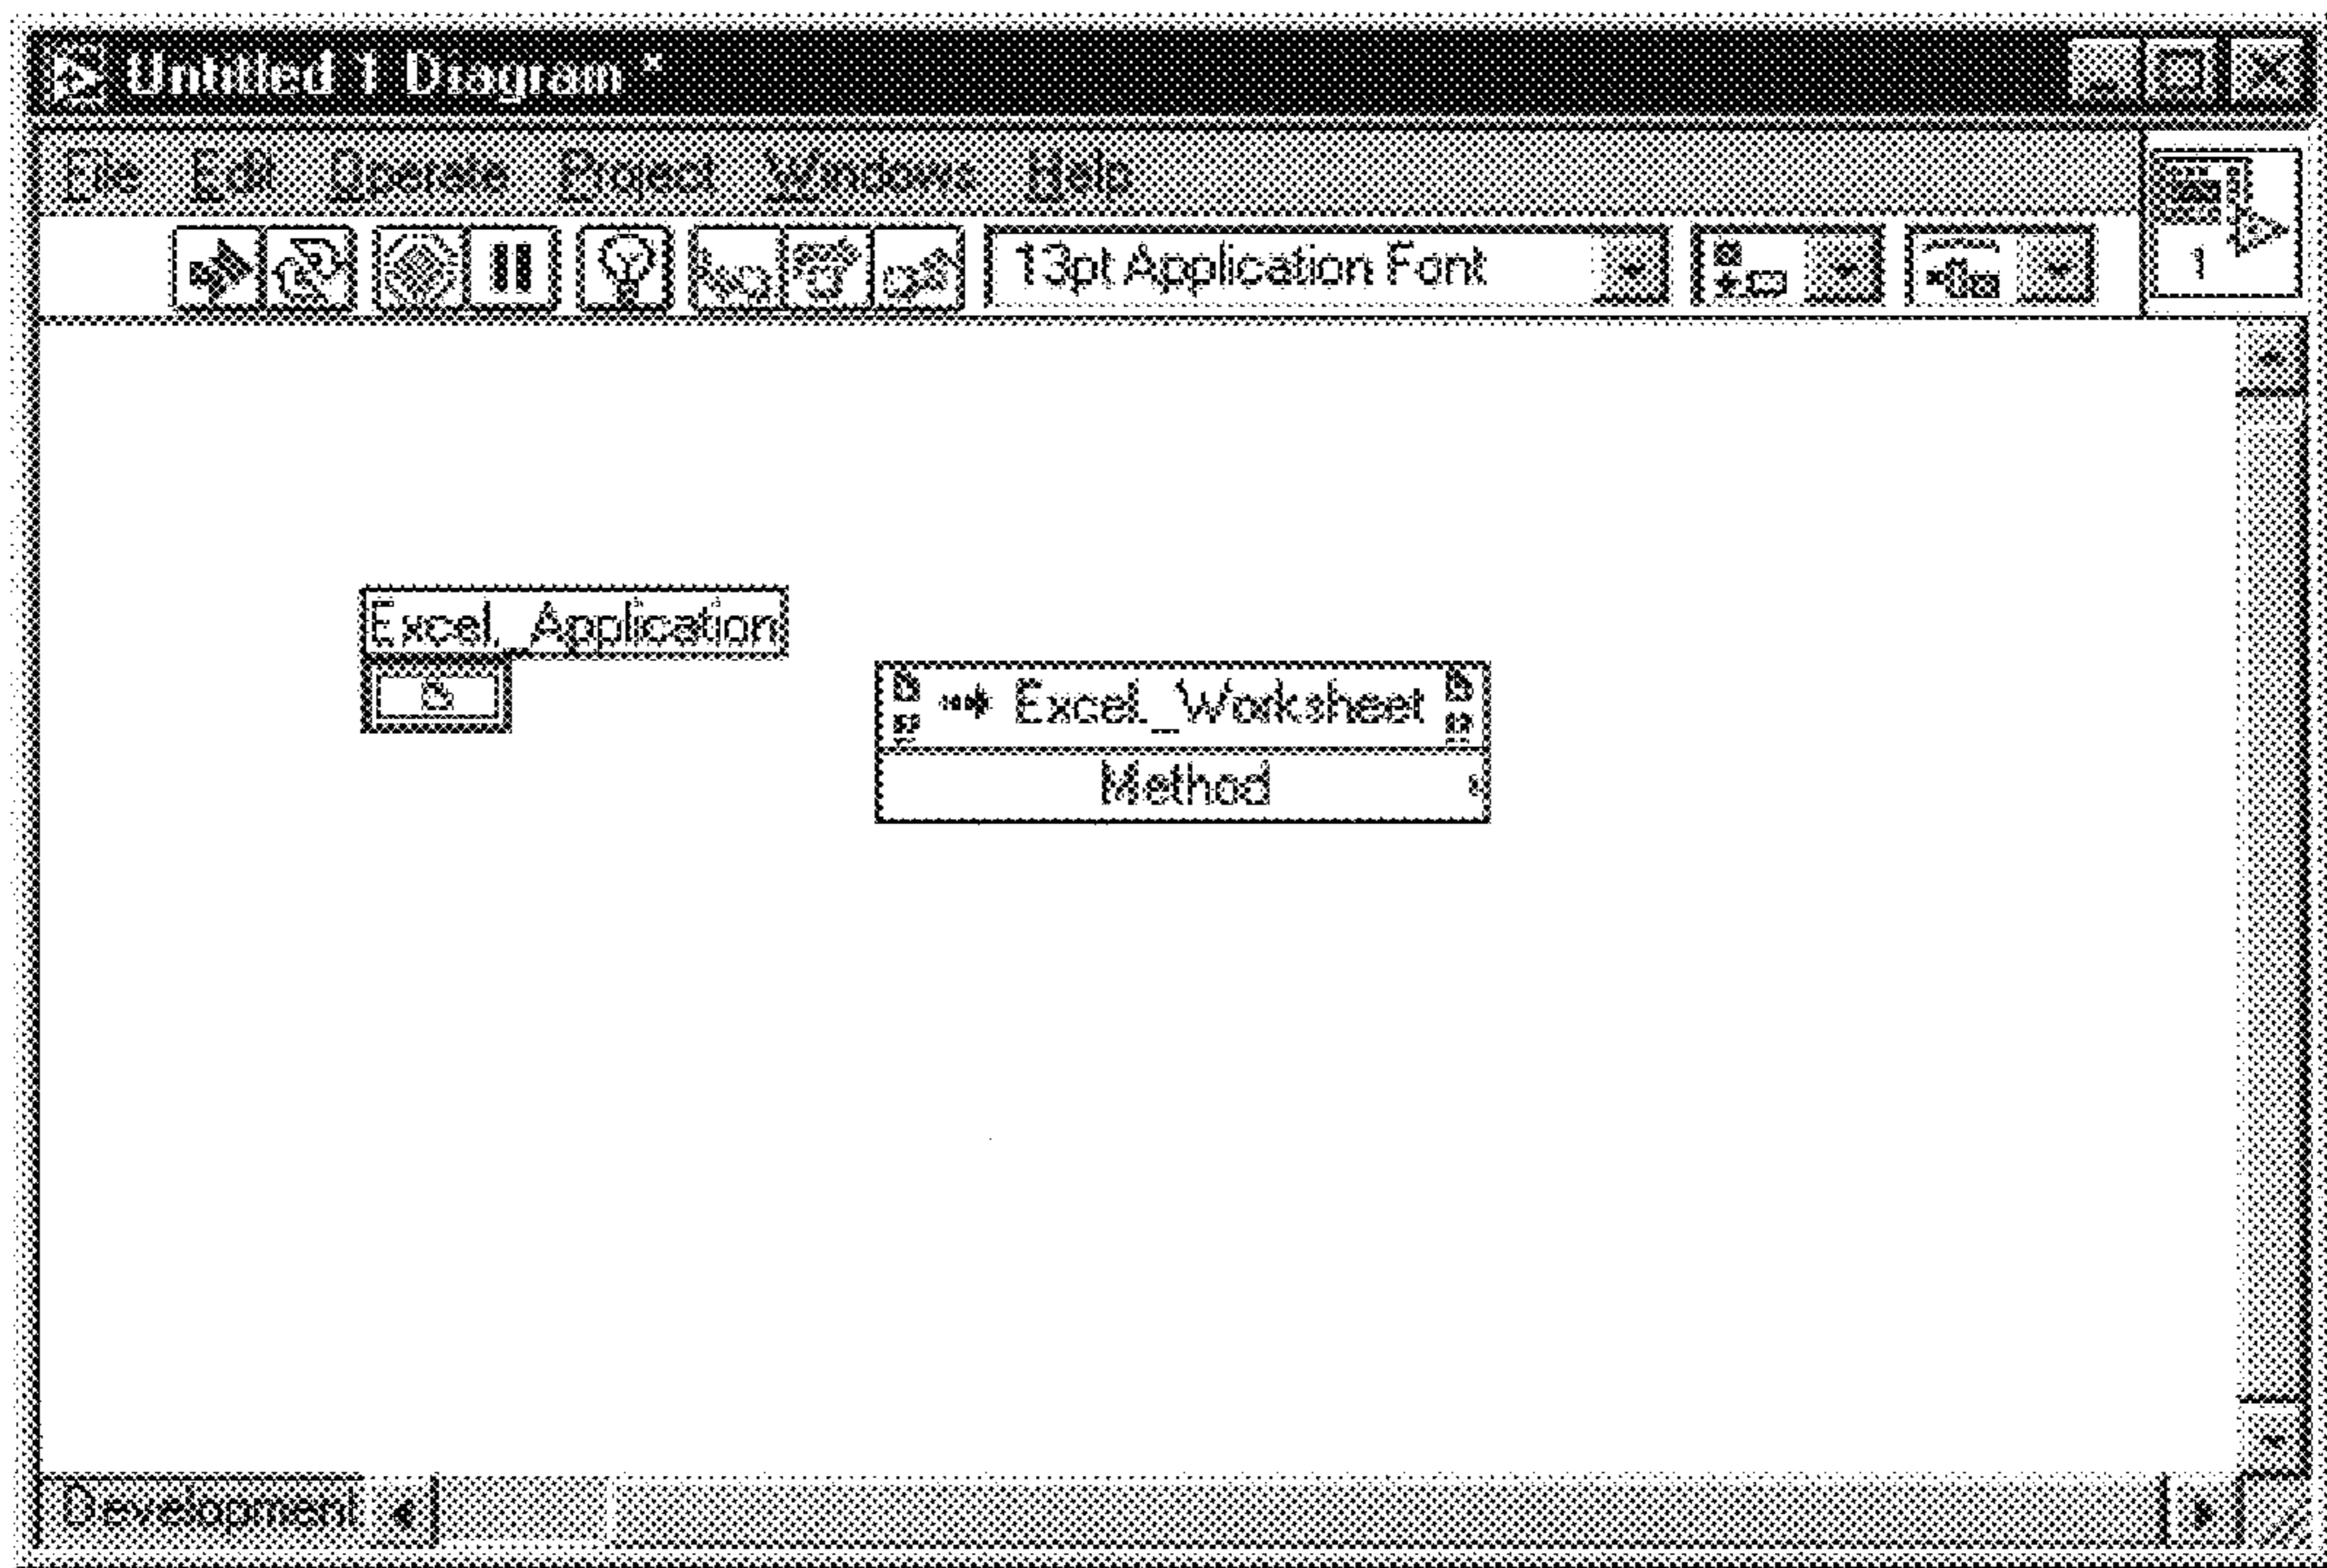 Untitled 1 Diagram *
File Edit Operate Project Windows Help
13pt Application Font
1
Excel._Application
Excel._Worksheet
Method
Development